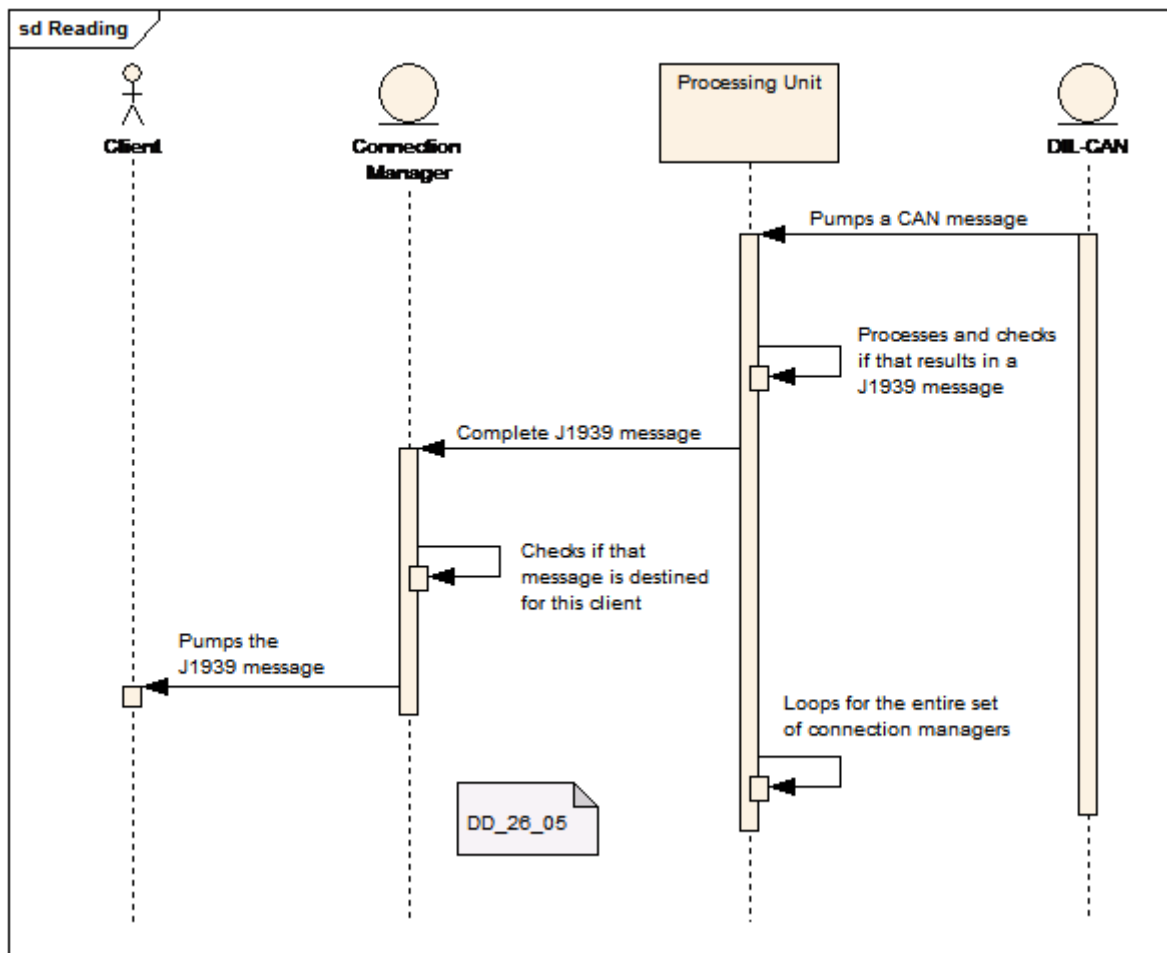 sd Reading
Client
Connection
Manager
Processing Unit
DIL-CAN
Pumps a CAN message
Processes and checks
if that results in a
J1939 message
Complete J1939 message
Checks if that
message is destined
for this client
Pumps the
J1939 message
Loops for the entire set
of connection managers
DD_26_05